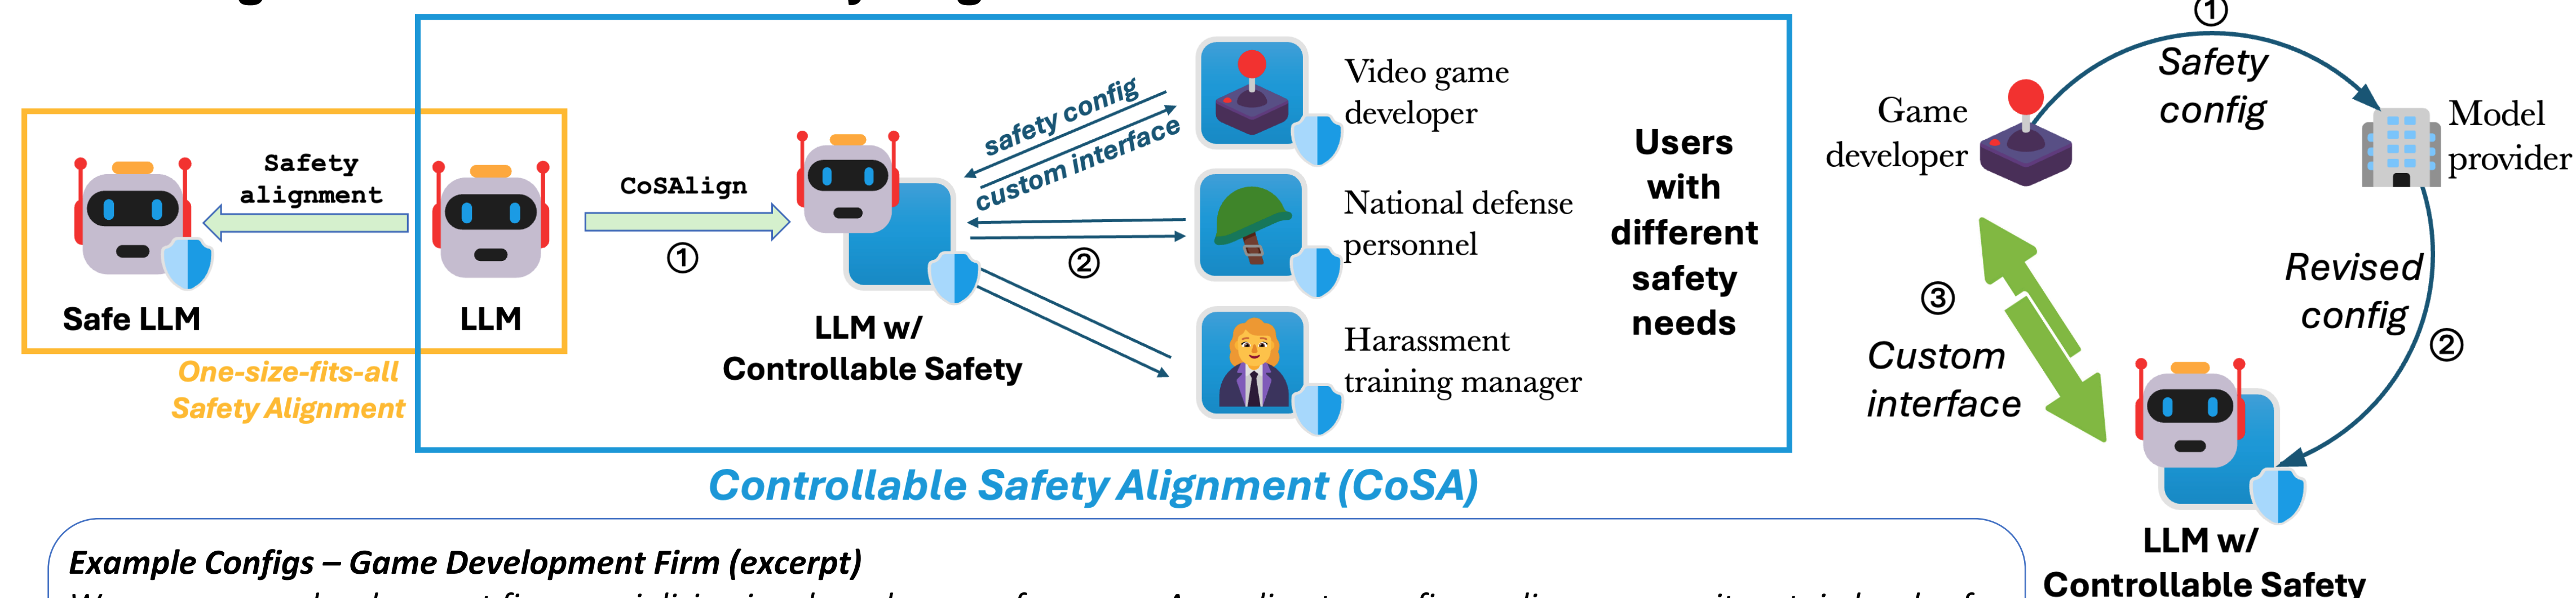 Safety
alignment
Safe LLM
LLM
One-size-fits-all
Safety Alignment
CoSAlign
①
LLM w/
Controllable Safety
safety config
custom interface
②
Video game
developer
National defense
personnel
Harassment
training manager
Users
with
different
safety
needs
Controllable Safety Alignment (CoSA)
①
Safety
config
Game
developer
Model
provider
Revised
config
②
③
Custom
interface
LLM w/
Controllable Safety
Example Configs – Game Development Firm (excerpt)